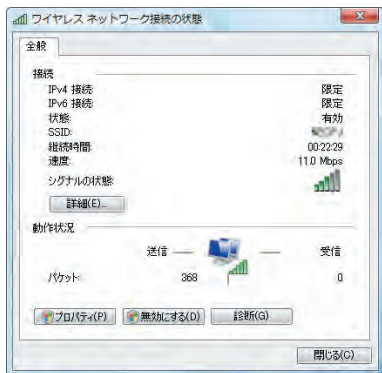 ワイヤレス ネットワーク接続の状態
全般
接続
IPv4 接続: 限定
IPv6 接続: 限定
状態: 有効
SSID:
継続時間: 00:22:29
速度: 11.0 Mbps
シグナルの状態:
詳細(E)...
動作状況
送信 受信
パケット: 368 0
プロパティ(P) 無効にする(D) 診断(G)
閉じる(C)